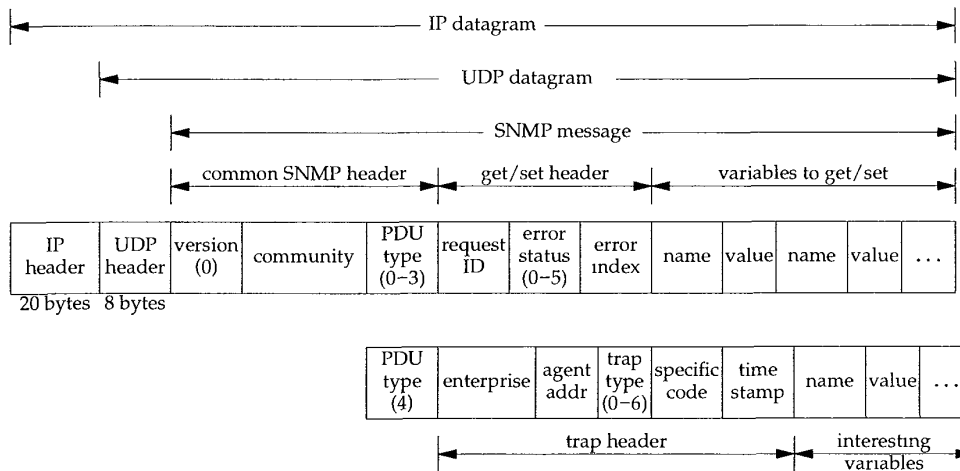 IP datagram
UDP datagram
SNMP message
common SNMP header
get/set header
variables to get/set
IP
header
UDP
header
version
(0)
community
PDU
type
(0–3)
request
ID
error
status
(0–5)
error
index
name
value
name
value
...
20 bytes
8 bytes
PDU
type
(4)
enterprise
agent
addr
trap
type
(0–6)
specific
code
time
stamp
name
value
...
trap header
interesting
variables